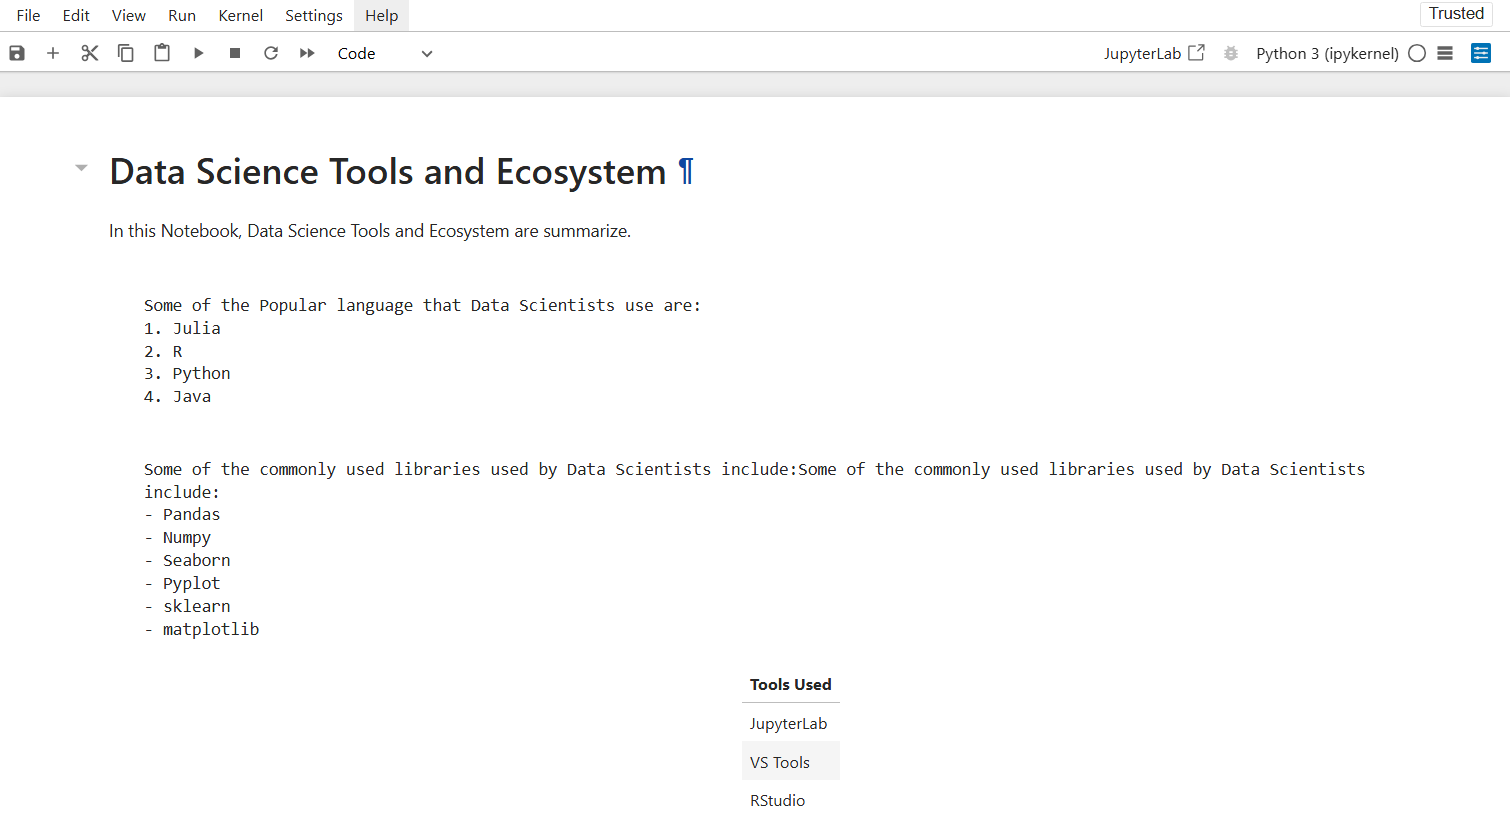 File Edit View Run Kernel Settings Help
Trusted
Code
JupyterLab
Python 3 (ipykernel)
Data Science Tools and Ecosystem ¶
In this Notebook, Data Science Tools and Ecosystem are summarize.
Some of the Popular language that Data Scientists use are:
1. Julia
2. R
3. Python
4. Java
Some of the commonly used libraries used by Data Scientists include:Some of the commonly used libraries used by Data Scientists
include:
- Pandas
- Numpy
- Seaborn
- Pyplot
- sklearn
- matplotlib
Tools Used
JupyterLab
VS Tools
RStudio